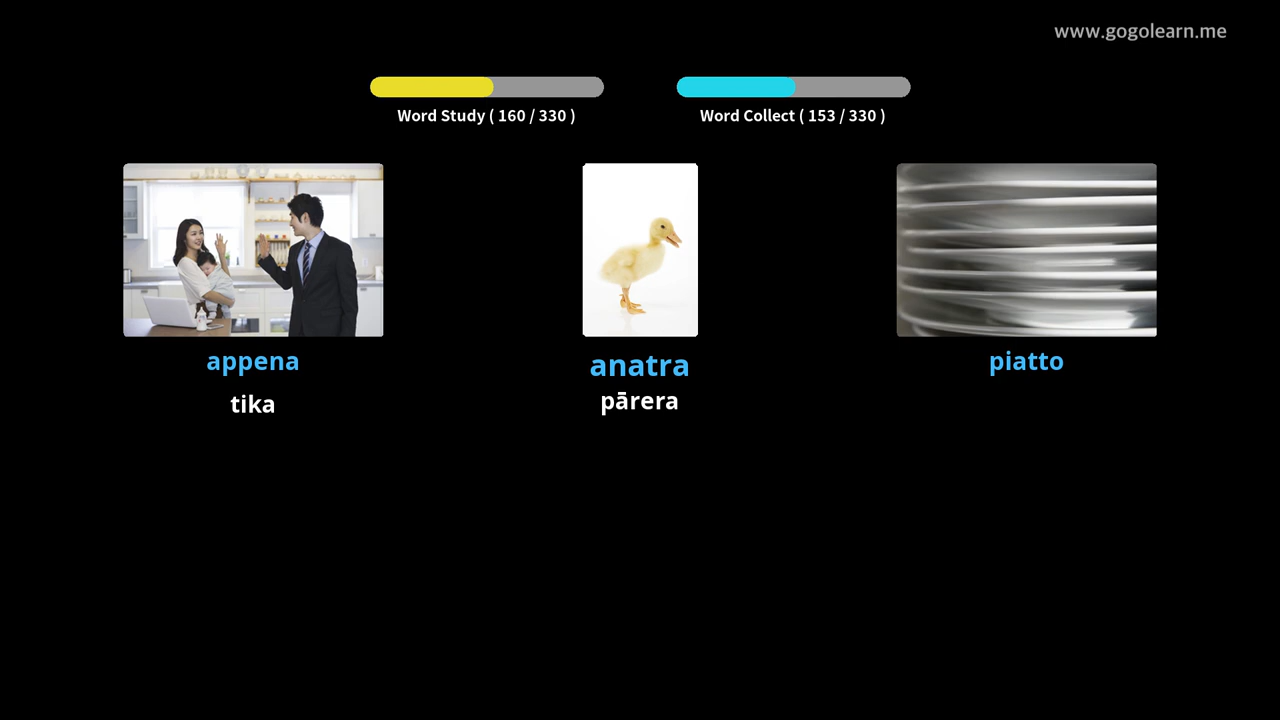 www.gogolearn.me
Word Study ( 160 / 330 )
Word Collect ( 153 / 330 )
appena
tika
anatra
pārera
piatto